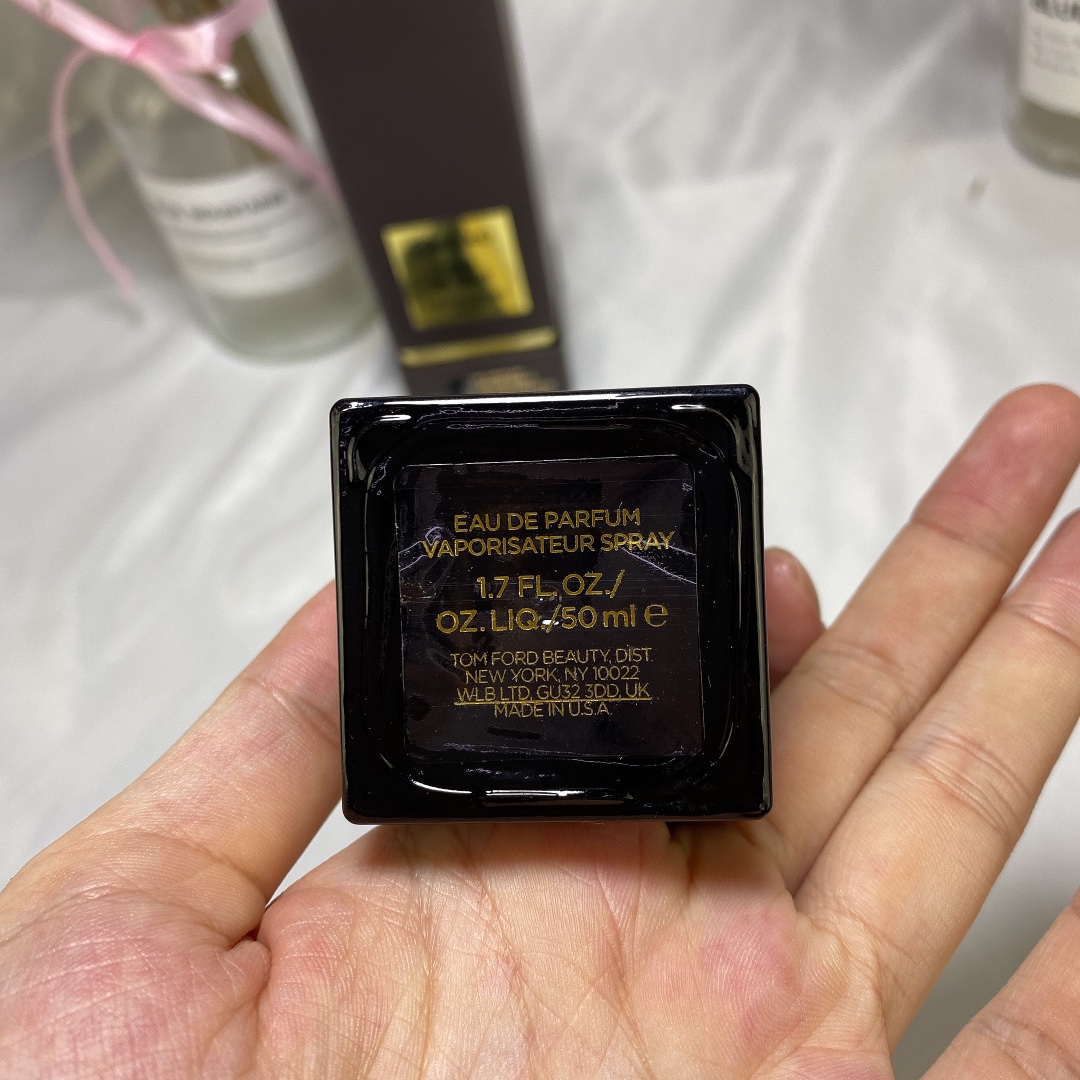 EAU DE PARFUM
VAPORISATEUR SPRAY
1.7 FL. OZ./
OZ. LIQ./50 ml ℮
TOM FORD BEAUTY, DIST.
NEW YORK, NY 10022
WLB LTD, GU32 3DD, UK
MADE IN U.S.A.